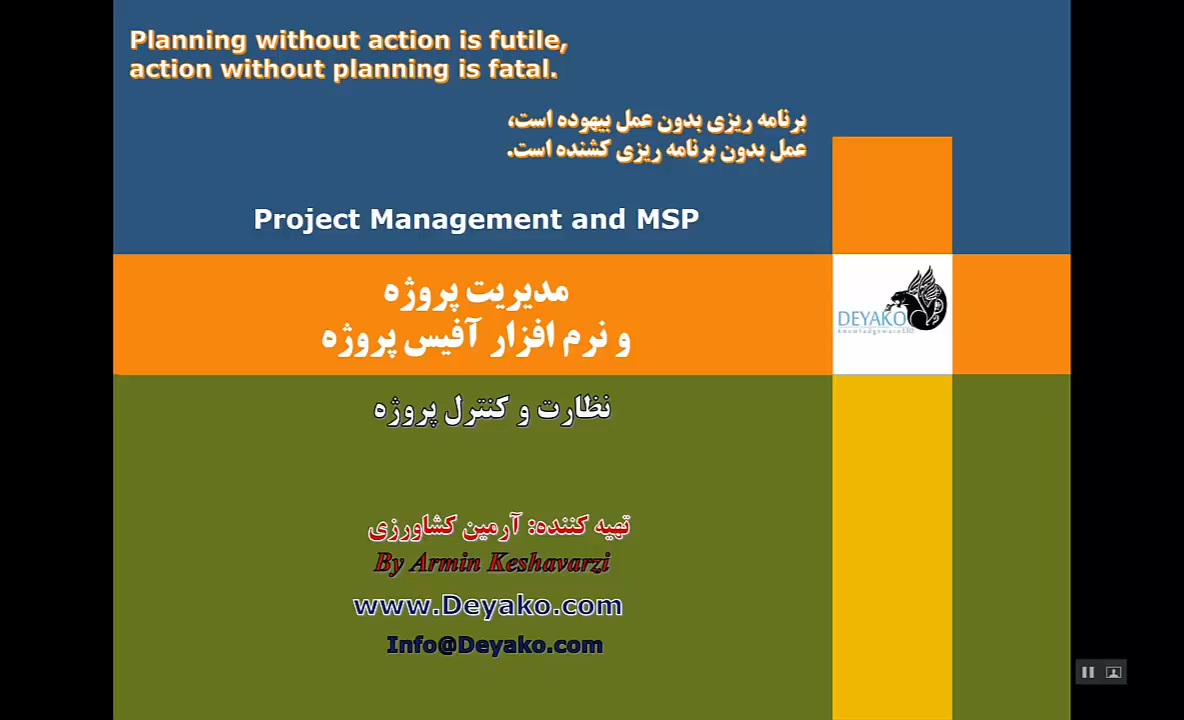 Planning without action is futile,
action without planning is fatal.
برنامه ریزی بدون عمل بیهوده است،
عمل بدون برنامه ریزی کشنده است.
Project Management and MSP
مدیریت پروژه
و نرم افزار آفیس پروژه
DEYAKO
نظارت و کنترل پروژه
تهیه کننده: آرمین کشاورزی
By Armin Keshavarzi
www.Deyako.com
Info@Deyako.com